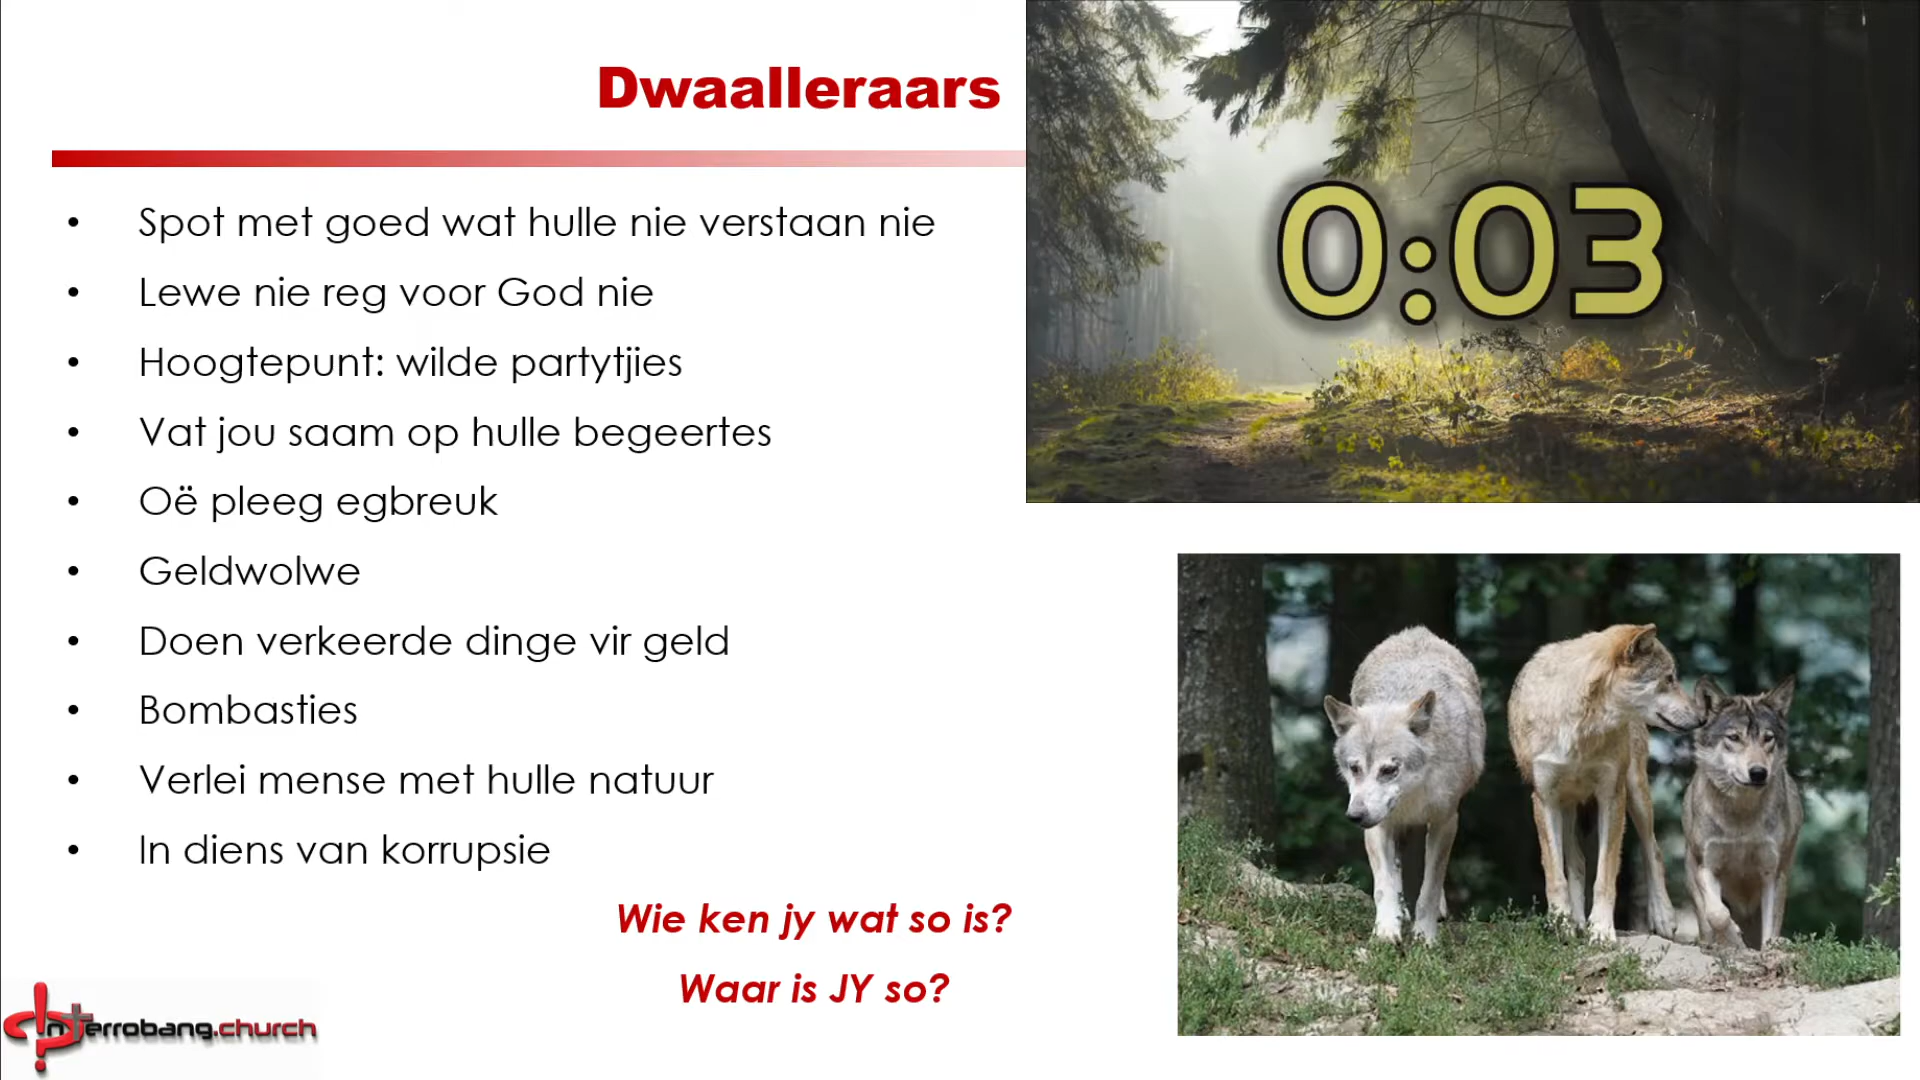 Dwaalleraars
0:03
• Spot met goed wat hulle nie verstaan nie
• Lewe nie reg voor God nie
• Hoogtepunt: wilde partytjies
• Vat jou saam op hulle begeertes
• Oë pleeg egbreuk
• Geldwolwe
• Doen verkeerde dinge vir geld
• Bombasties
• Verlei mense met hulle natuur
• In diens van korrupsie
Wie ken jy wat so is?
Waar is JY so?
interrobang.church